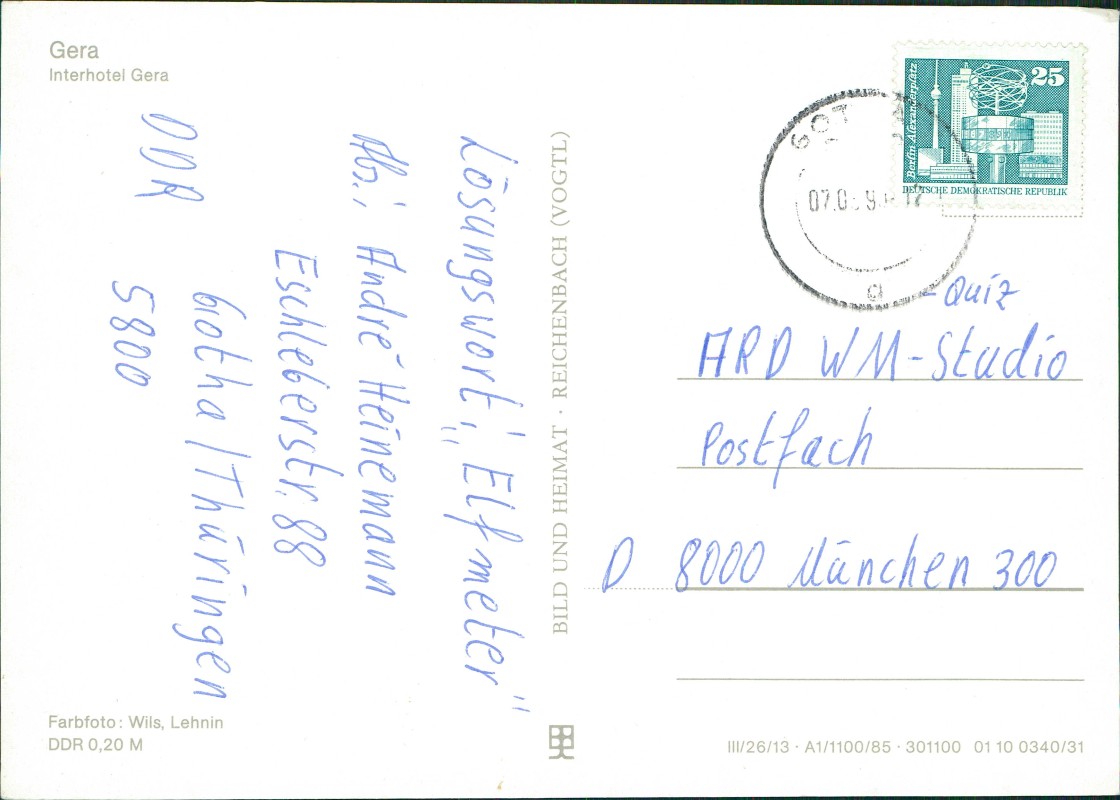 Gera
Interhotel Gera
Lösungswort: „Elfmeter“
Abs. André Heinemann
Eschleberstr. 88
Gotha / Thüringen
5800
DDR
Farbfoto: Wils, Lehnin
DDR 0,20 M
BILD UND HEIMAT · REICHENBACH (VOGTL)
Berlin Alexanderplatz
25
DEUTSCHE DEMOKRATISCHE REPUBLIK
GOT
a
- Quiz
ARD WM-Studio
Postfach
D 8000 München 300
III/26/13 · A1/1100/85 · 301100 01 10 0340/31